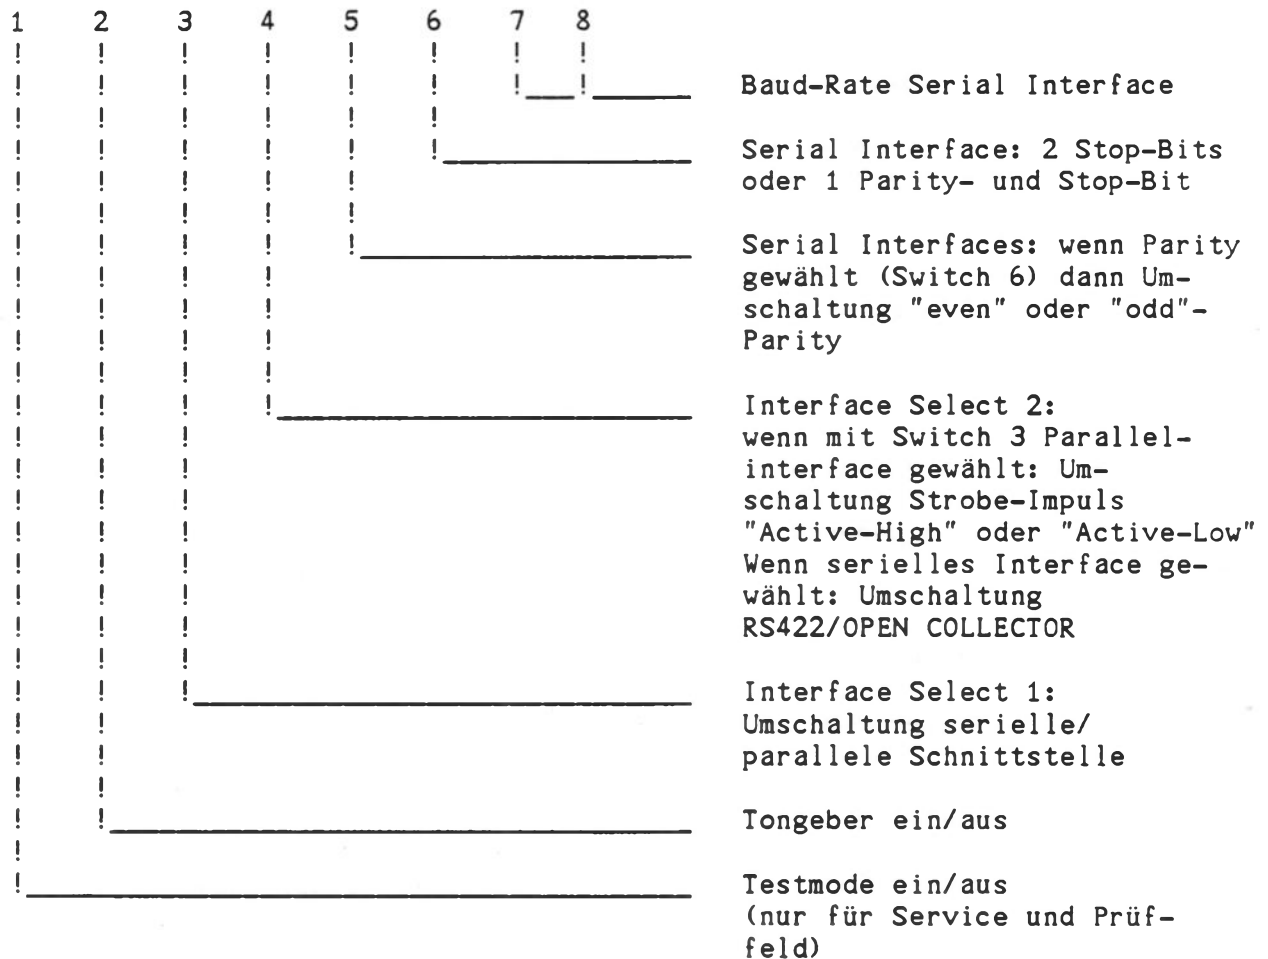 1 2 3 4 5 6 7 8
Baud-Rate Serial Interface
Serial Interface: 2 Stop-Bits
oder 1 Parity- und Stop-Bit
Serial Interfaces: wenn Parity
gewählt (Switch 6) dann Um-
schaltung "even" oder "odd"-
Parity
Interface Select 2:
wenn mit Switch 3 Parallel-
interface gewählt: Um-
schaltung Strobe-Impuls
"Active-High" oder "Active-Low"
Wenn serielles Interface ge-
wählt: Umschaltung
RS422/OPEN COLLECTOR
Interface Select 1:
Umschaltung serielle/
parallele Schnittstelle
Tongeber ein/aus
Testmode ein/aus
(nur für Service und Prüf-
feld)